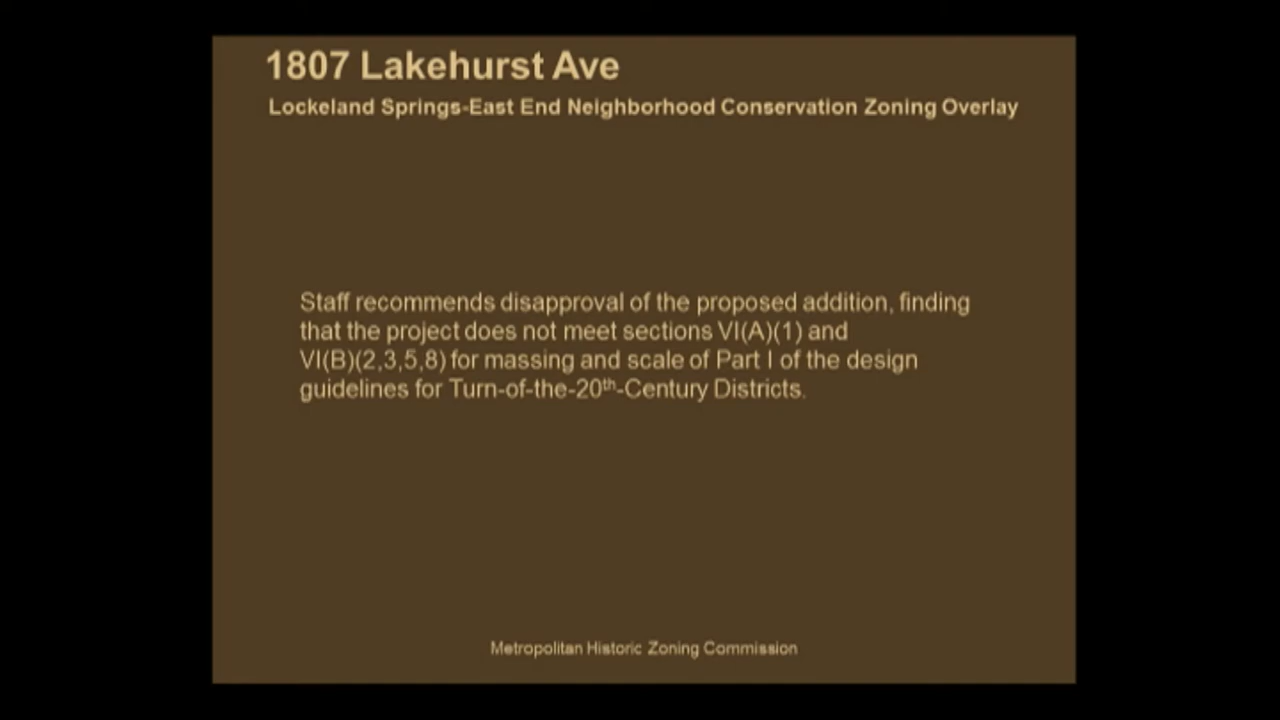 1807 Lakehurst Ave
Lockeland Springs-East End Neighborhood Conservation Zoning Overlay
Staff recommends disapproval of the proposed addition, finding
that the project does not meet sections VI(A)(1) and
VI(B)(2,3,5,8) for massing and scale of Part I of the design
guidelines for Turn-of-the-20th-Century Districts.
Metropolitan Historic Zoning Commission